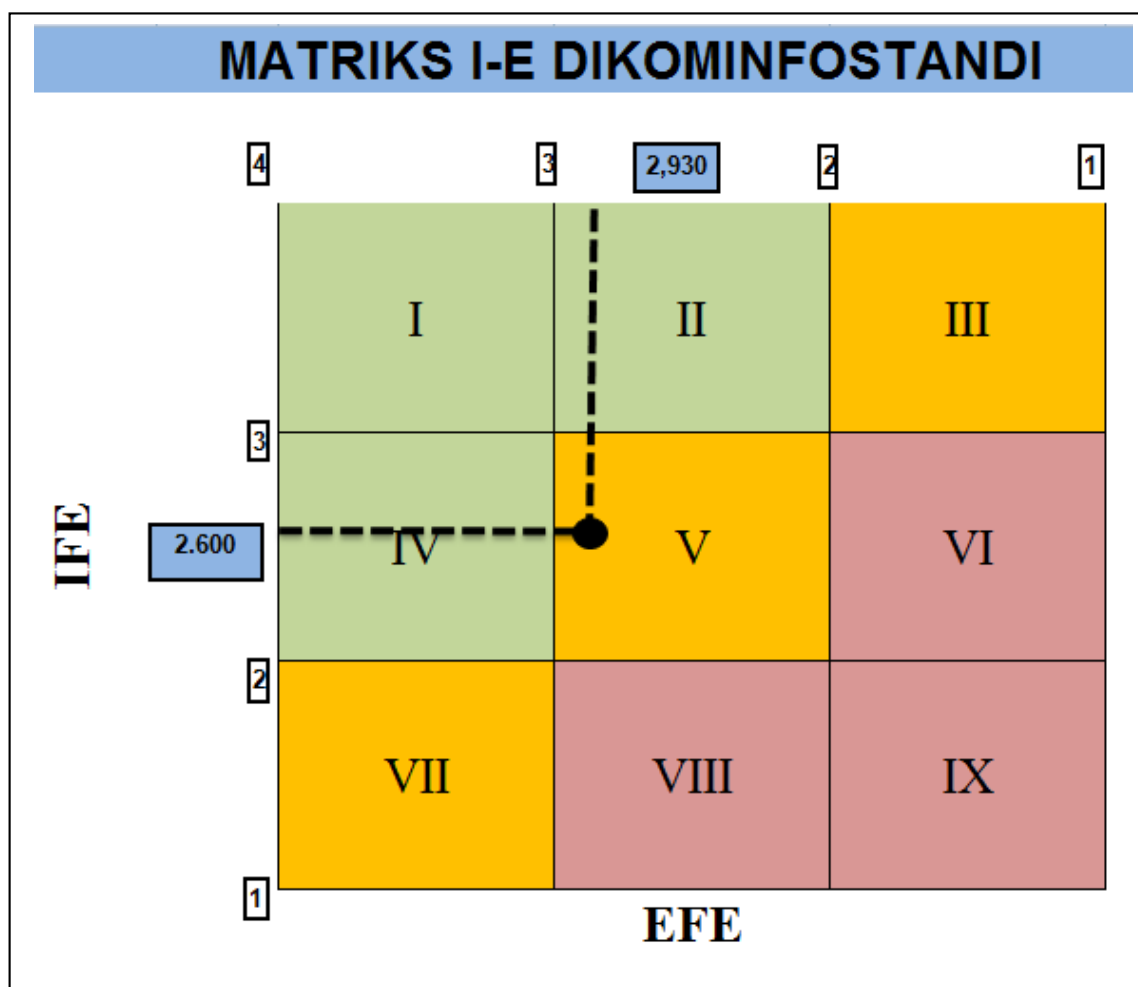 MATRIKS I-E DIKOMINFOSTANDI
4 3 2,930 2 1
I II III
3
IFE
2.600 IV V VI
2
VII VIII IX
1
EFE